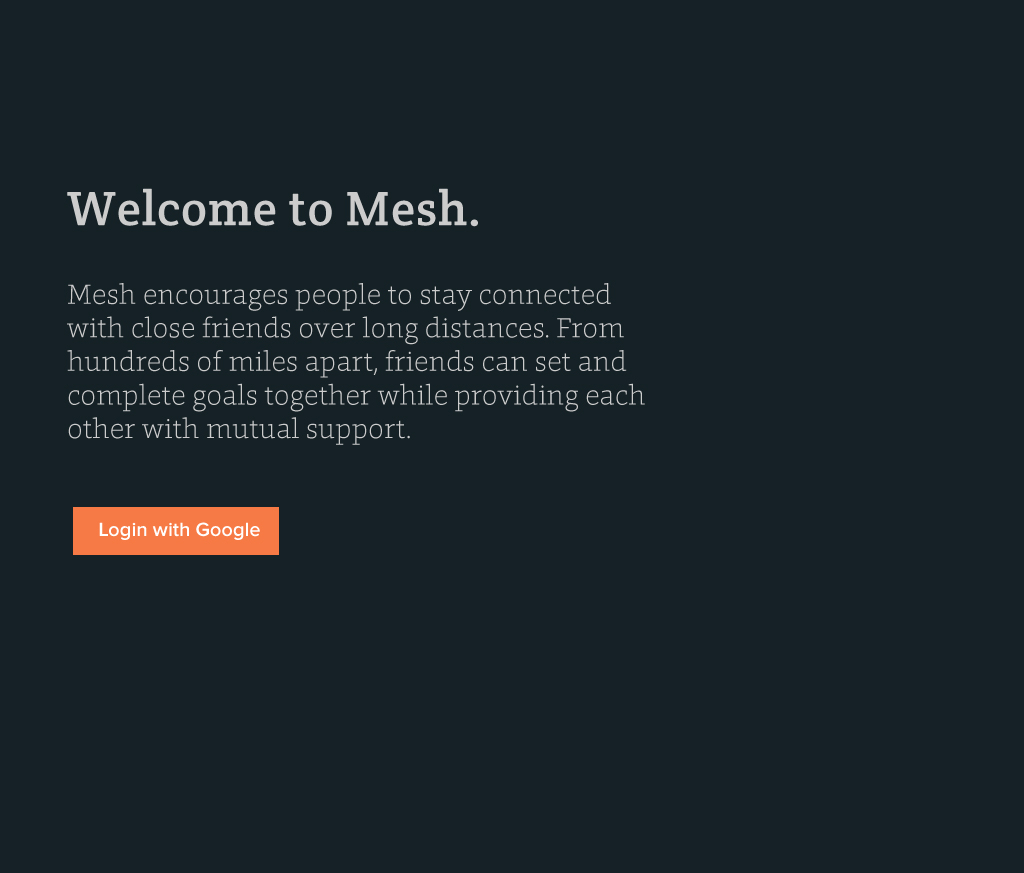 Welcome to Mesh.
Mesh encourages people to stay connected
with close friends over long distances. From
hundreds of miles apart, friends can set and
complete goals together while providing each
other with mutual support.
Login with Google